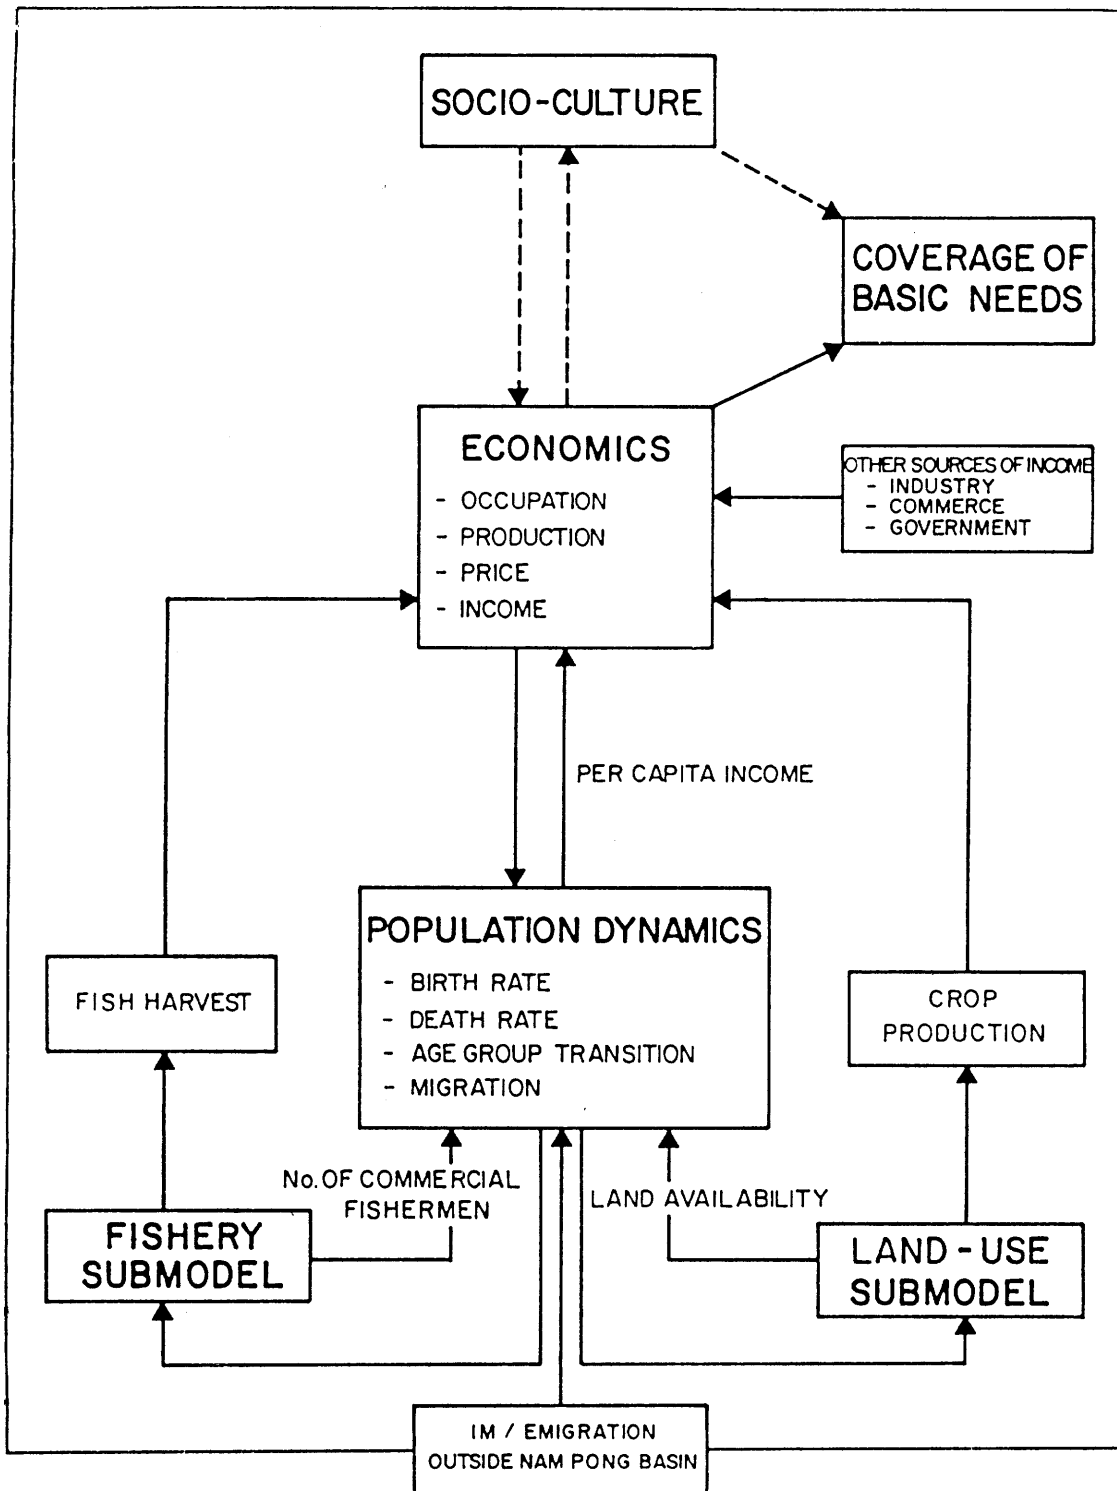 SOCIO-CULTURE
COVERAGE OF
BASIC NEEDS
ECONOMICS
- OCCUPATION
- PRODUCTION
- PRICE
- INCOME
OTHER SOURCES OF INCOME
- INDUSTRY
- COMMERCE
- GOVERNMENT
PER CAPITA INCOME
POPULATION DYNAMICS
- BIRTH RATE
- DEATH RATE
- AGE GROUP TRANSITION
- MIGRATION
FISH HARVEST
CROP
PRODUCTION
No. OF COMMERCIAL
FISHERMEN
LAND AVAILABILITY
FISHERY
SUBMODEL
LAND-USE
SUBMODEL
IM / EMIGRATION
OUTSIDE NAM PONG BASIN